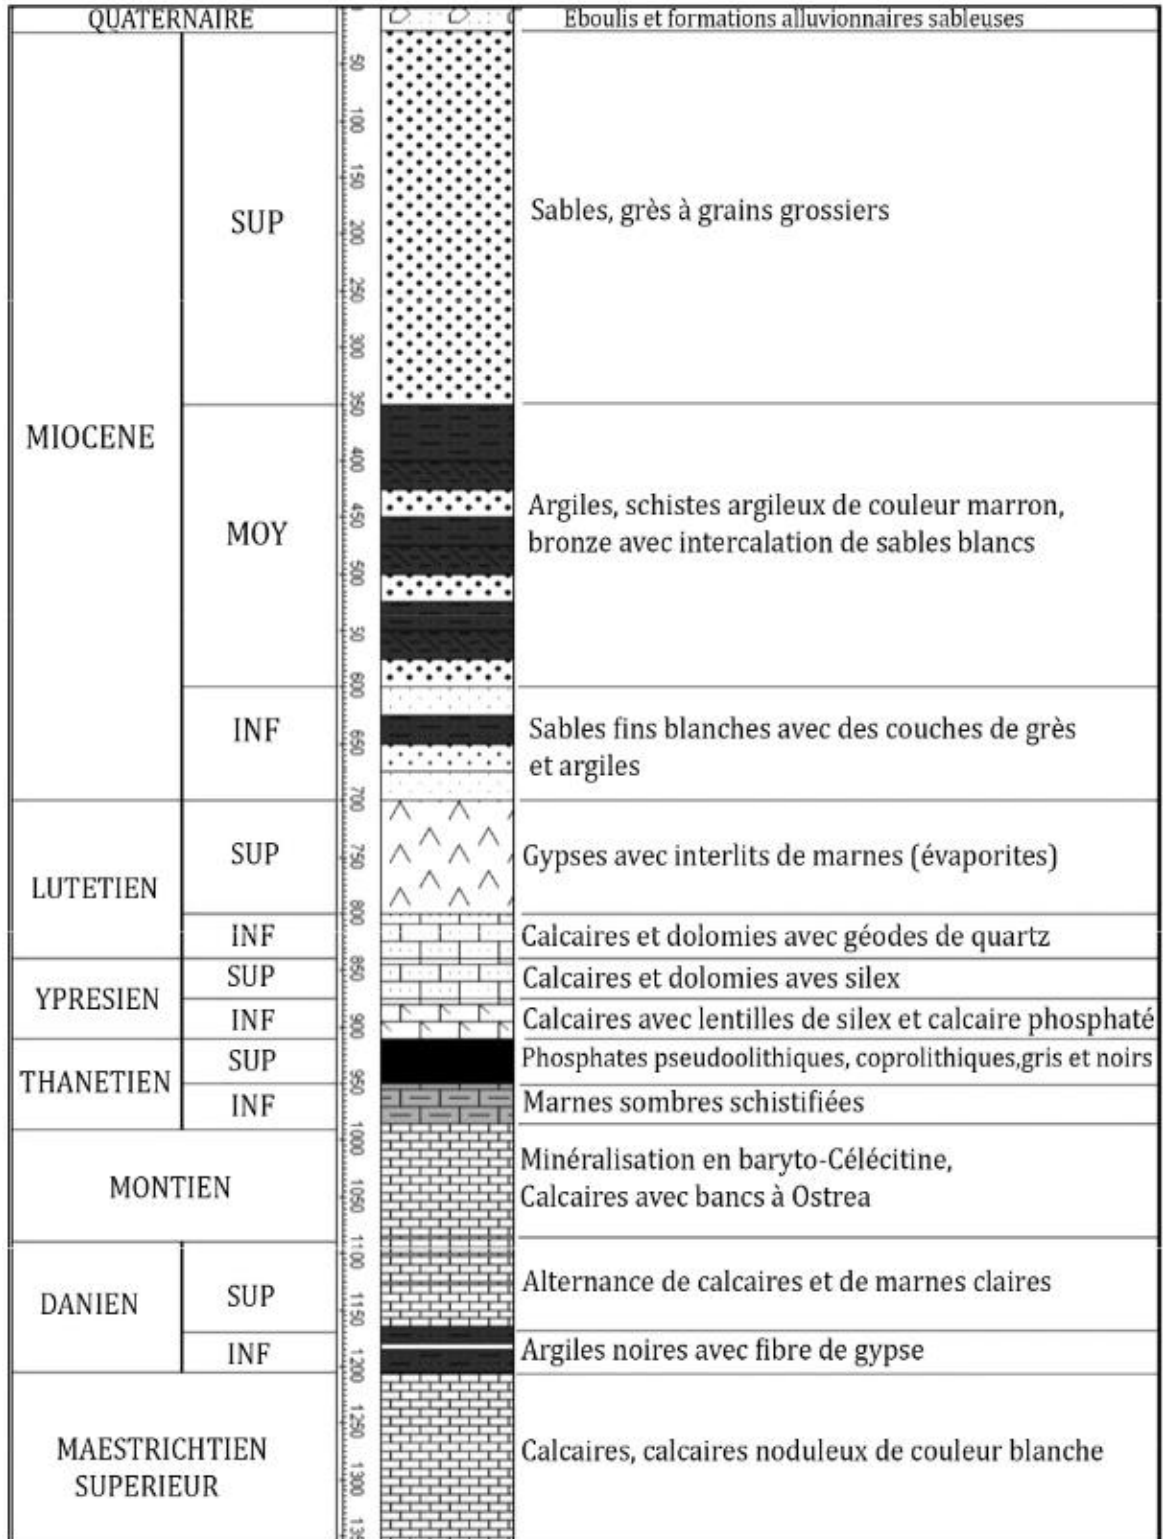 QUATERNAIRE
Eboulis et formations alluvionnaires sableuses
50
100
150
SUP
Sables, grès à grains grossiers
200
250
300
350
MIOCENE
400
450
MOY
Argiles, schistes argileux de couleur marron,
bronze avec intercalation de sables blancs
500
50
600
INF
Sables fins blanches avec des couches de grès
et argiles
650
700
SUP
Gypses avec interlits de marnes (évaporites)
750
LUTETIEN
800
INF
Calcaires et dolomies avec géodes de quartz
850
YPRESIEN
SUP
Calcaires et dolomies aves silex
INF
Calcaires avec lentilles de silex et calcaire phosphaté
900
THANETIEN
SUP
Phosphates pseudoolithiques, coprolithiques,gris et noirs
950
INF
Marnes sombres schistifiées
1000
MONTIEN
Minéralisation en baryto-Célécitine,
Calcaires avec bancs à Ostrea
1050
1100
DANIEN
SUP
Alternance de calcaires et de marnes claires
1150
INF
Argiles noires avec fibre de gypse
1200
1250
MAESTRICHTIEN
SUPERIEUR
Calcaires, calcaires noduleux de couleur blanche
1300
135